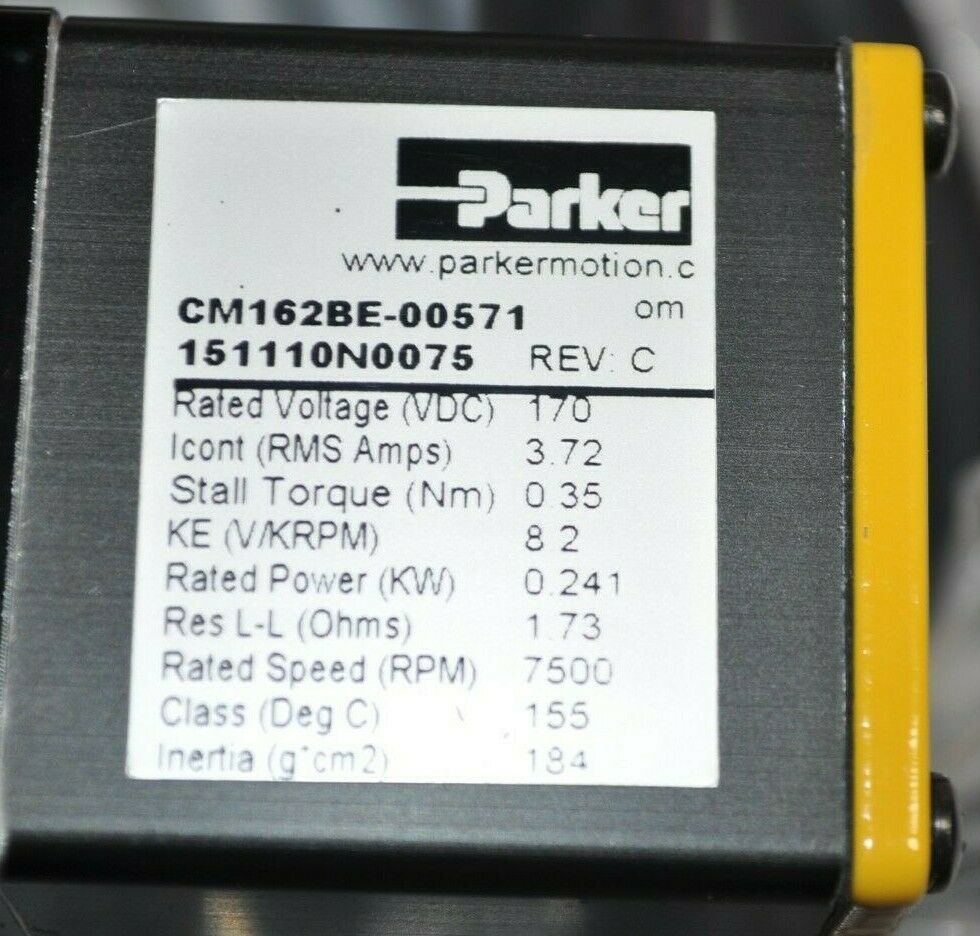 Parker
www.parkermotion.c
om
CM162BE-00571
151110N0075 REV: C
Rated Voltage (VDC) 170
Icont (RMS Amps) 3.72
Stall Torque (Nm) 0.35
KE (V/KRPM) 8.2
Rated Power (KW) 0.241
Res L-L (Ohms) 1.73
Rated Speed (RPM) 7500
Class (Deg C) 155
Inertia (g*cm2) 184